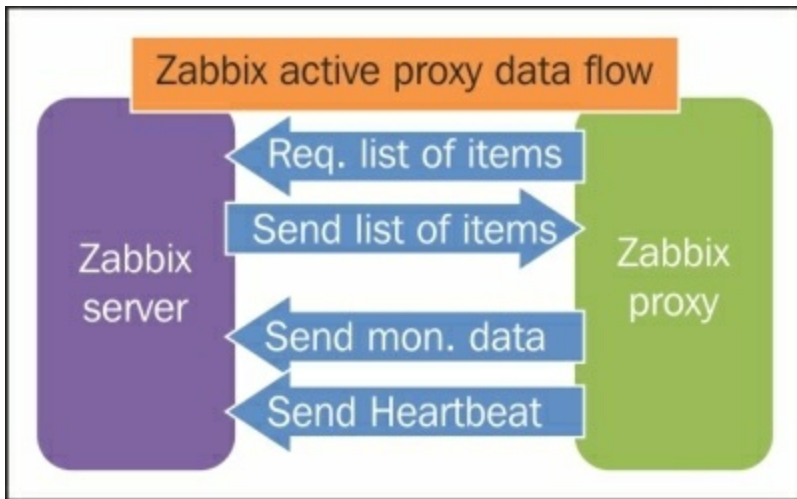 Zabbix active proxy data flow
Req. list of items
Send list of items
Zabbix
server
Zabbix
proxy
Send mon. data
Send Heartbeat